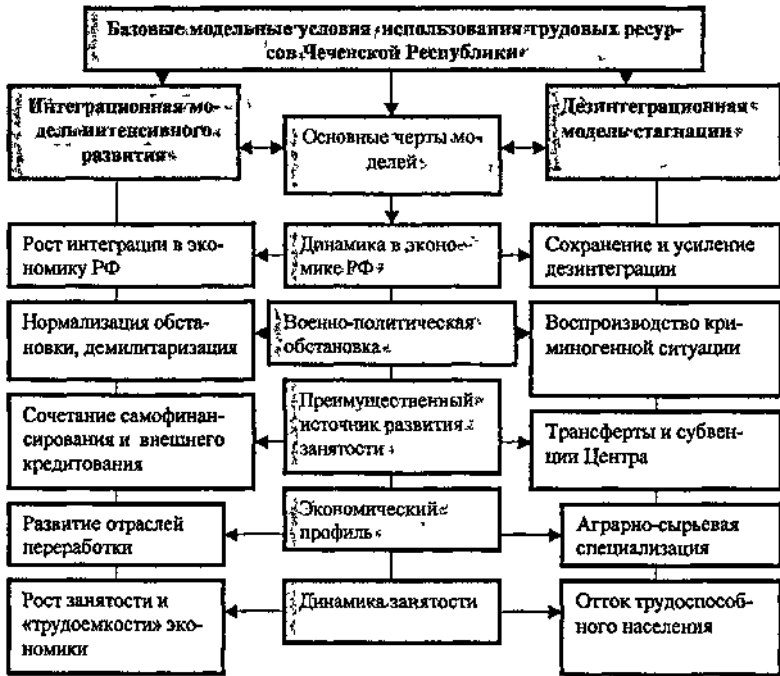 Базовые модельные условия использования трудовых ресур-
сов Чеченской Республики
Интеграционная мо-
дель интенсивного
развития
Основные черты мо-
делей
Дезинтеграционная
модель стагнации
Рост интеграции в эко-
номику РФ
Динамика в эконо-
мике РФ
Сохранение и усиление
дезинтеграции
Нормализация обста-
новки, демилитаризация
Военно-политическая
обстановка
Воспроизводство кри-
миногенной ситуации
Сочетание самофинан-
сирования и внешнего
кредитования
Преимущественный
источник развития
занятости
Трансферты и субвен-
ции Центра
Развитие отраслей
переработки
Экономический
профиль
Аграрно-сырьевая
специализация
Рост занятости и
«трудоемкости» эко-
номики
Динамика занятости
Отток трудоспособ-
ного населения